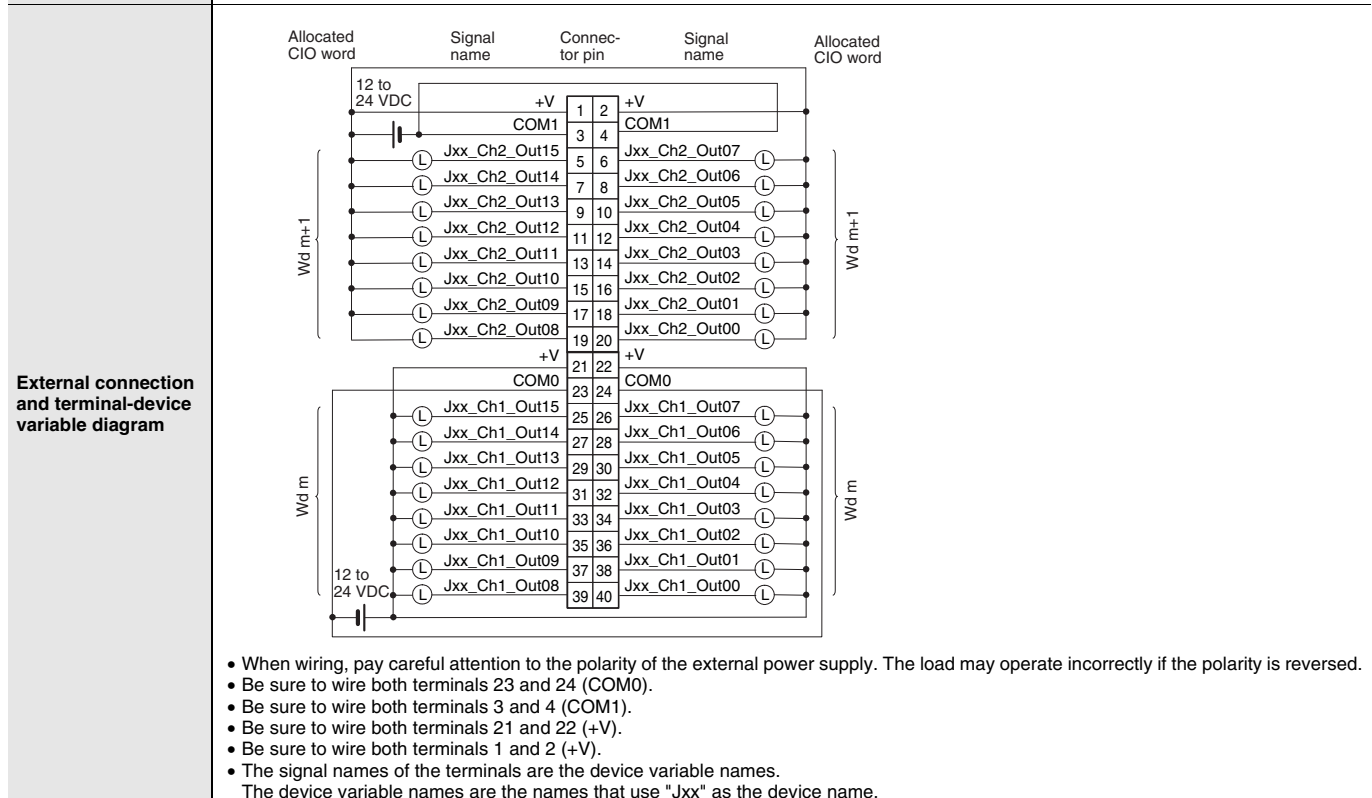 External connection
and terminal-device
variable diagram
Allocated
CIO word
Signal
name
Connec-
tor pin
Signal
name
Allocated
CIO word
12 to
24 VDC
+V 1 2 +V
COM1 3 4 COM1
L Jxx_Ch2_Out15 5 6 Jxx_Ch2_Out07 L
L Jxx_Ch2_Out14 7 8 Jxx_Ch2_Out06 L
L Jxx_Ch2_Out13 9 10 Jxx_Ch2_Out05 L
L Jxx_Ch2_Out12 11 12 Jxx_Ch2_Out04 L
L Jxx_Ch2_Out11 13 14 Jxx_Ch2_Out03 L
L Jxx_Ch2_Out10 15 16 Jxx_Ch2_Out02 L
L Jxx_Ch2_Out09 17 18 Jxx_Ch2_Out01 L
L Jxx_Ch2_Out08 19 20 Jxx_Ch2_Out00 L
Wd m+1
Wd m+1
+V 21 22 +V
COM0 23 24 COM0
L Jxx_Ch1_Out15 25 26 Jxx_Ch1_Out07 L
L Jxx_Ch1_Out14 27 28 Jxx_Ch1_Out06 L
L Jxx_Ch1_Out13 29 30 Jxx_Ch1_Out05 L
L Jxx_Ch1_Out12 31 32 Jxx_Ch1_Out04 L
L Jxx_Ch1_Out11 33 34 Jxx_Ch1_Out03 L
L Jxx_Ch1_Out10 35 36 Jxx_Ch1_Out02 L
L Jxx_Ch1_Out09 37 38 Jxx_Ch1_Out01 L
L Jxx_Ch1_Out08 39 40 Jxx_Ch1_Out00 L
Wd m
Wd m
12 to
24 VDC
• When wiring, pay careful attention to the polarity of the external power supply. The load may operate incorrectly if the polarity is reversed.
• Be sure to wire both terminals 23 and 24 (COM0).
• Be sure to wire both terminals 3 and 4 (COM1).
• Be sure to wire both terminals 21 and 22 (+V).
• Be sure to wire both terminals 1 and 2 (+V).
• The signal names of the terminals are the device variable names.
The device variable names are the names that use "Jxx" as the device name.